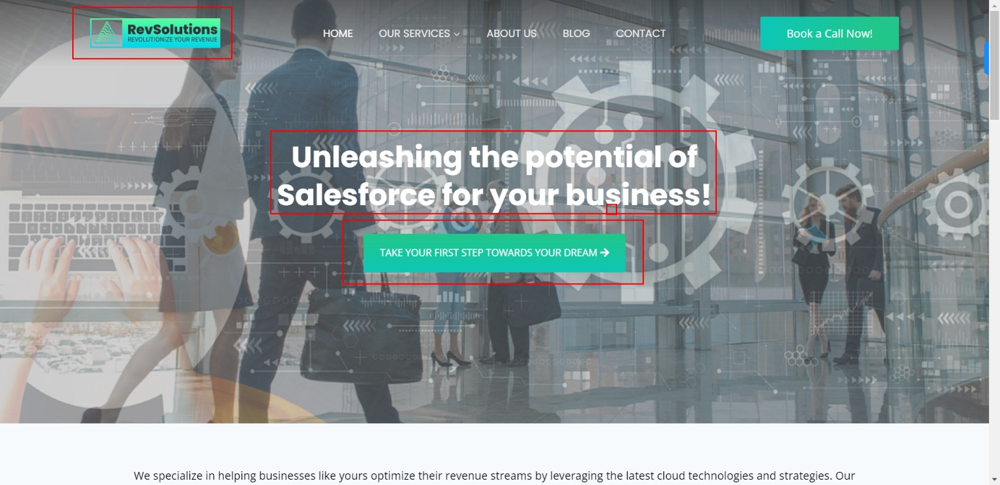 RevSolutions
REVOLUTIONIZE YOUR REVENUE
HOME
OUR SERVICES
ABOUT US
BLOG
CONTACT
Book a Call Now!
Unleashing the potential of
Salesforce for your business!
TAKE YOUR FIRST STEP TOWARDS YOUR DREAM →
We specialize in helping businesses like yours optimize their revenue streams by leveraging the latest cloud technologies and strategies. Our